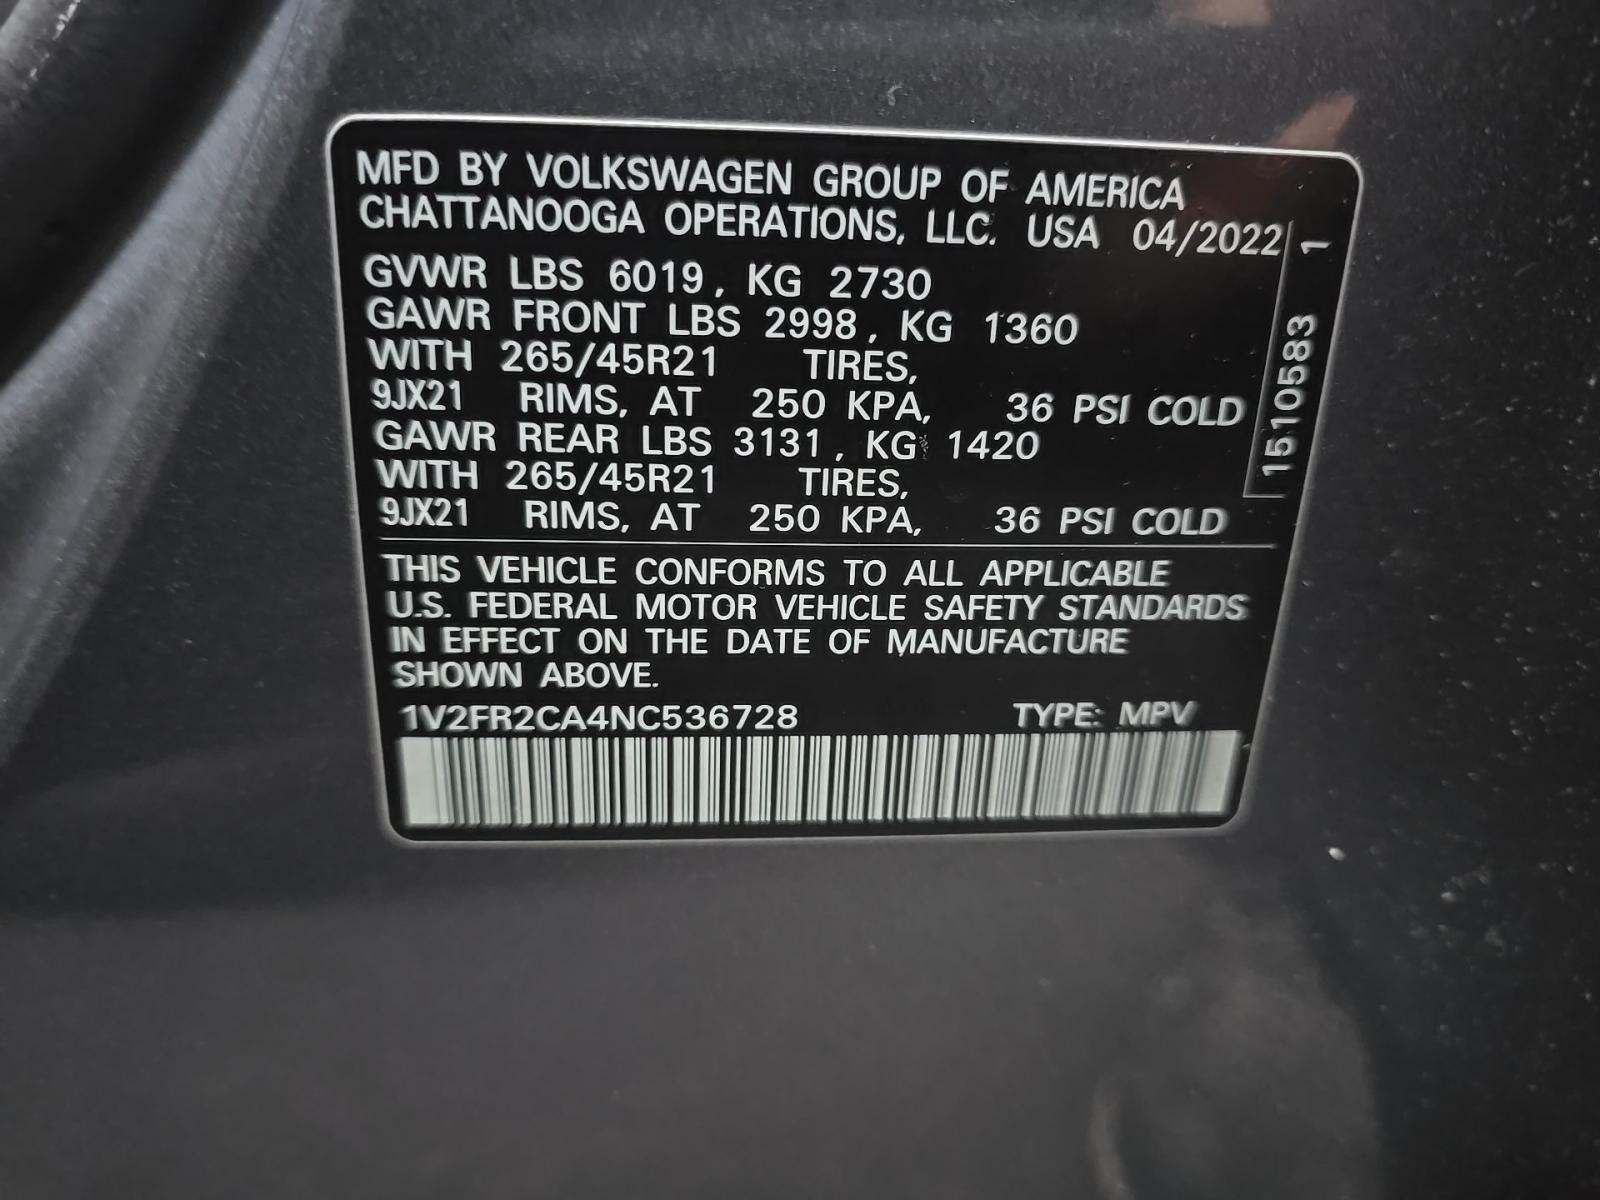 MFD BY VOLKSWAGEN GROUP OF AMERICA
CHATTANOOGA OPERATIONS, LLC. USA 04/2022
GVWR LBS 6019, KG 2730
GAWR FRONT LBS 2998, KG 1360
WITH 265/45R21 TIRES,
9JX21 RIMS, AT 250 KPA, 36 PSI COLD
GAWR REAR LBS 3131, KG 1420
WITH 265/45R21 TIRES,
9JX21 RIMS, AT 250 KPA, 36 PSI COLD
1510583 1
THIS VEHICLE CONFORMS TO ALL APPLICABLE
U.S. FEDERAL MOTOR VEHICLE SAFETY STANDARDS
IN EFFECT ON THE DATE OF MANUFACTURE
SHOWN ABOVE.
1V2FR2CA4NC536728 TYPE: MPV